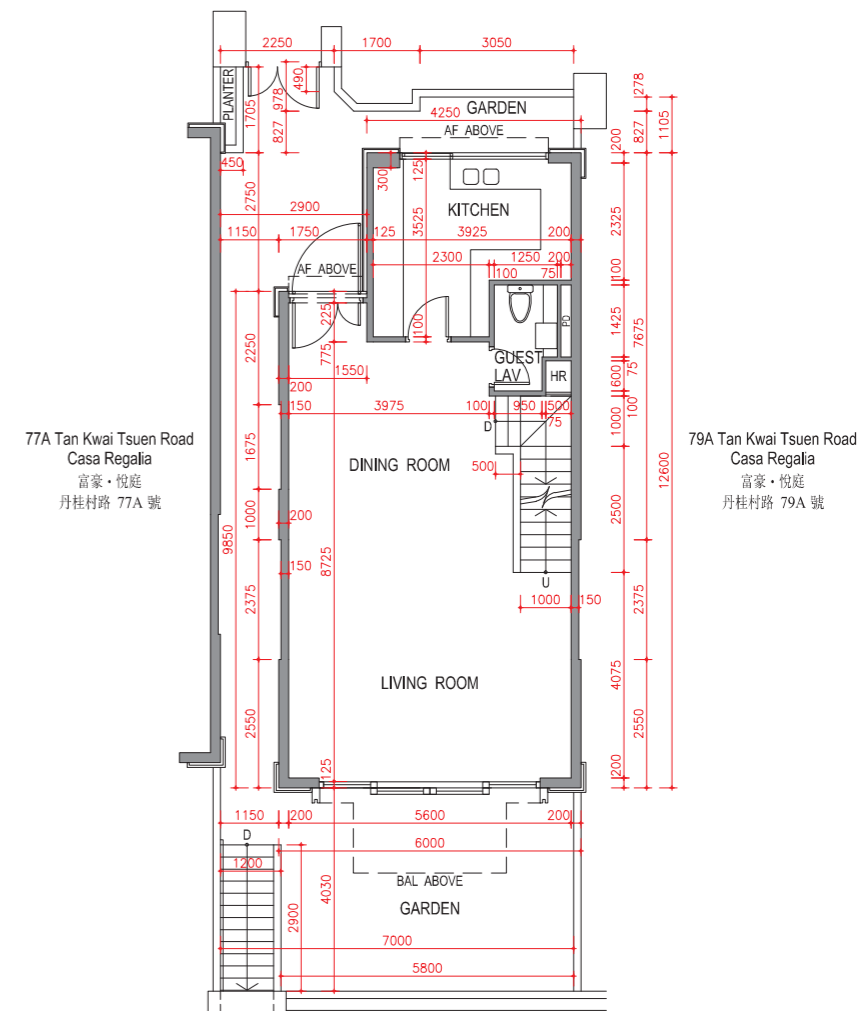 2250 1700 3050
PLANTER
1705
978
490
827
GARDEN
4250
AF ABOVE
278
1105
827
200
450
300
125
2750
KITCHEN
3525
2325
2900
1150 1750 125 3925 200
2300 1250 200
AF ABOVE
100 75
100
225
100
775
GUEST
LAV
PD
HR
1425
7675
75
600
100
2250
1550
200
150 3975 100 950 500
75
D
1000
77A Tan Kwai Tsuen Road
Casa Regalia
富豪·悅庭
丹桂村路 77A 號
79A Tan Kwai Tsuen Road
Casa Regalia
富豪·悅庭
丹桂村路 79A 號
1675
DINING ROOM
500
12600
1000
200
2500
9850
8725
150
U
1000 150
2375
2375
LIVING ROOM
4075
2550
2550
125
200
1150 200 5600 200
D
6000
1200
BAL ABOVE
4030
2900
GARDEN
7000
5800